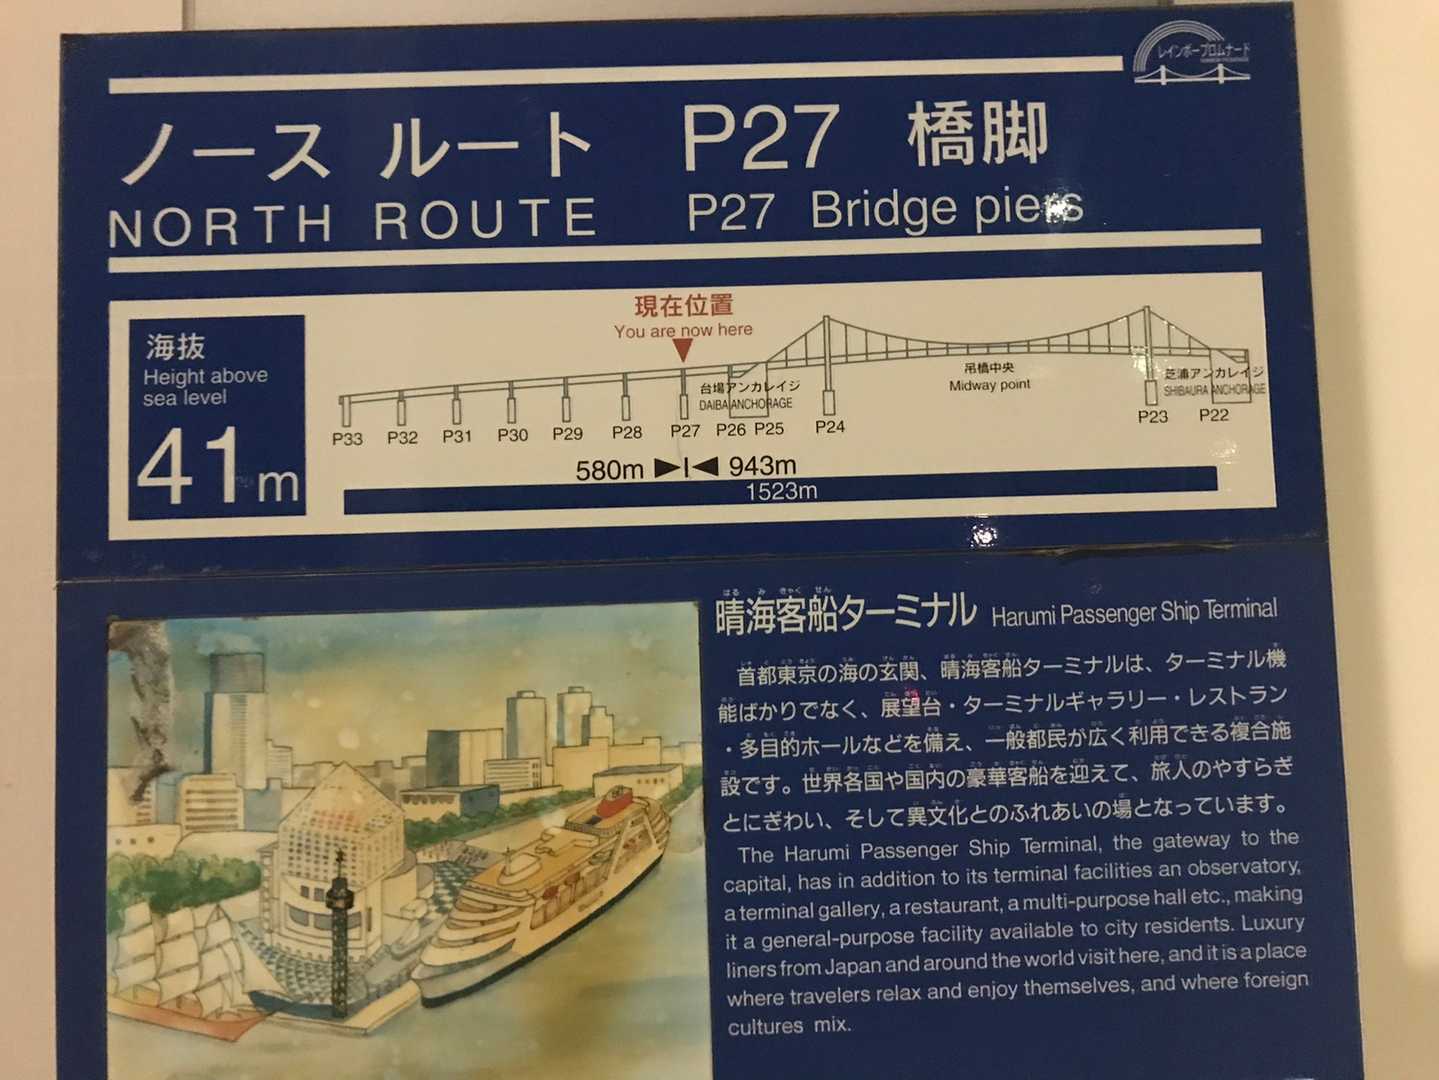 レインボープロムナード
ノース ルート P27 橋脚
NORTH ROUTE P27 Bridge piers
海抜
Height above
sea level
41m
現在位置
You are now here
台場アンカレイジ
DAIBA ANCHORAGE
吊橋中央
Midway point
芝浦アンカレイジ
SHIBAURA ANCHORAGE
P33 P32 P31 P30 P29 P28 P27 P26 P25 P24 P23 P22
580m 943m
1523m
晴海客船ターミナル Harumi Passenger Ship Terminal
首都東京の海の玄関、晴海客船ターミナルは、ターミナル機
能ばかりでなく、展望台・ターミナルギャラリー・レストラン
・多目的ホールなどを備え、一般都民が広く利用できる複合施
設です。世界各国や国内の豪華客船を迎えて、旅人のやすらぎ
とにぎわい、そして異文化とのふれあいの場となっています。
The Harumi Passenger Ship Terminal, the gateway to the
capital, has in addition to its terminal facilities an observatory,
a terminal gallery, a restaurant, a multi-purpose hall etc., making
it a general-purpose facility available to city residents. Luxury
liners from Japan and around the world visit here, and it is a place
where travelers relax and enjoy themselves, and where foreign
cultures mix.